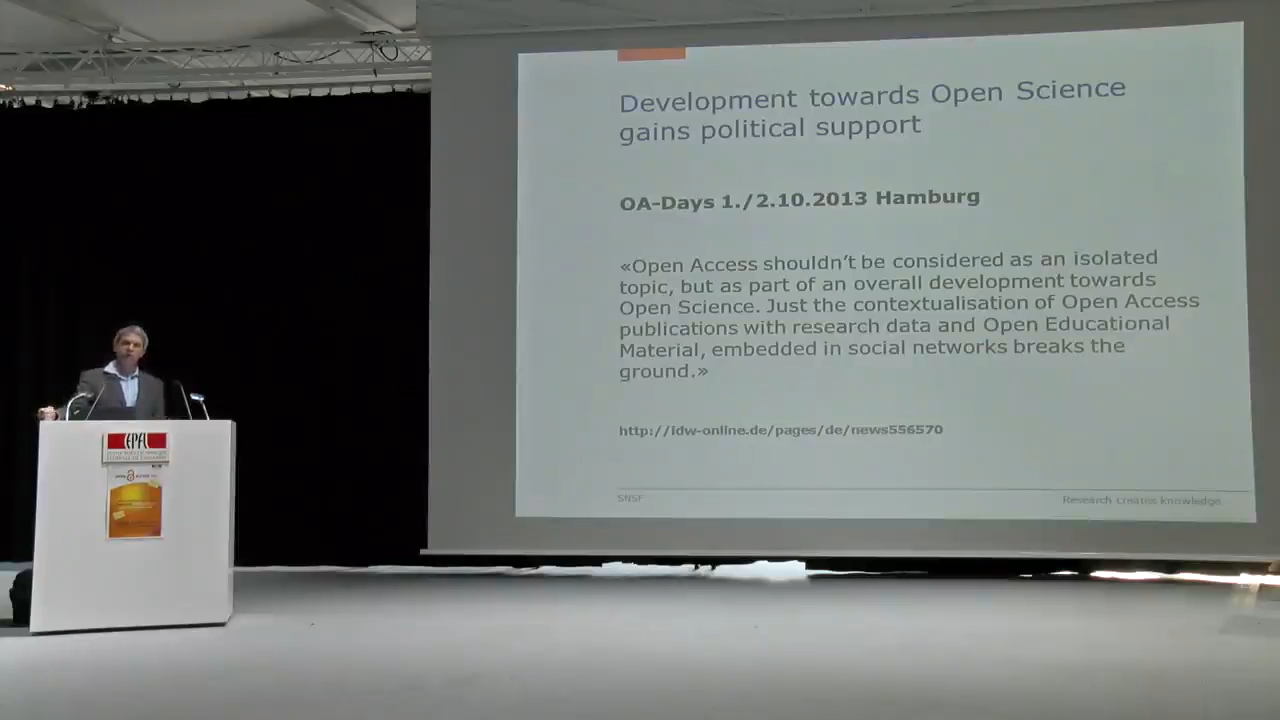 Development towards Open Science
gains political support
OA-Days 1./2.10.2013 Hamburg
«Open Access shouldn't be considered as an isolated
topic, but as part of an overall development towards
Open Science. Just the contextualisation of Open Access
publications with research data and Open Educational
Material, embedded in social networks breaks the
ground.»
http://idw-online.de/pages/de/news556570
SNSF
Research creates knowledge.
EPFL